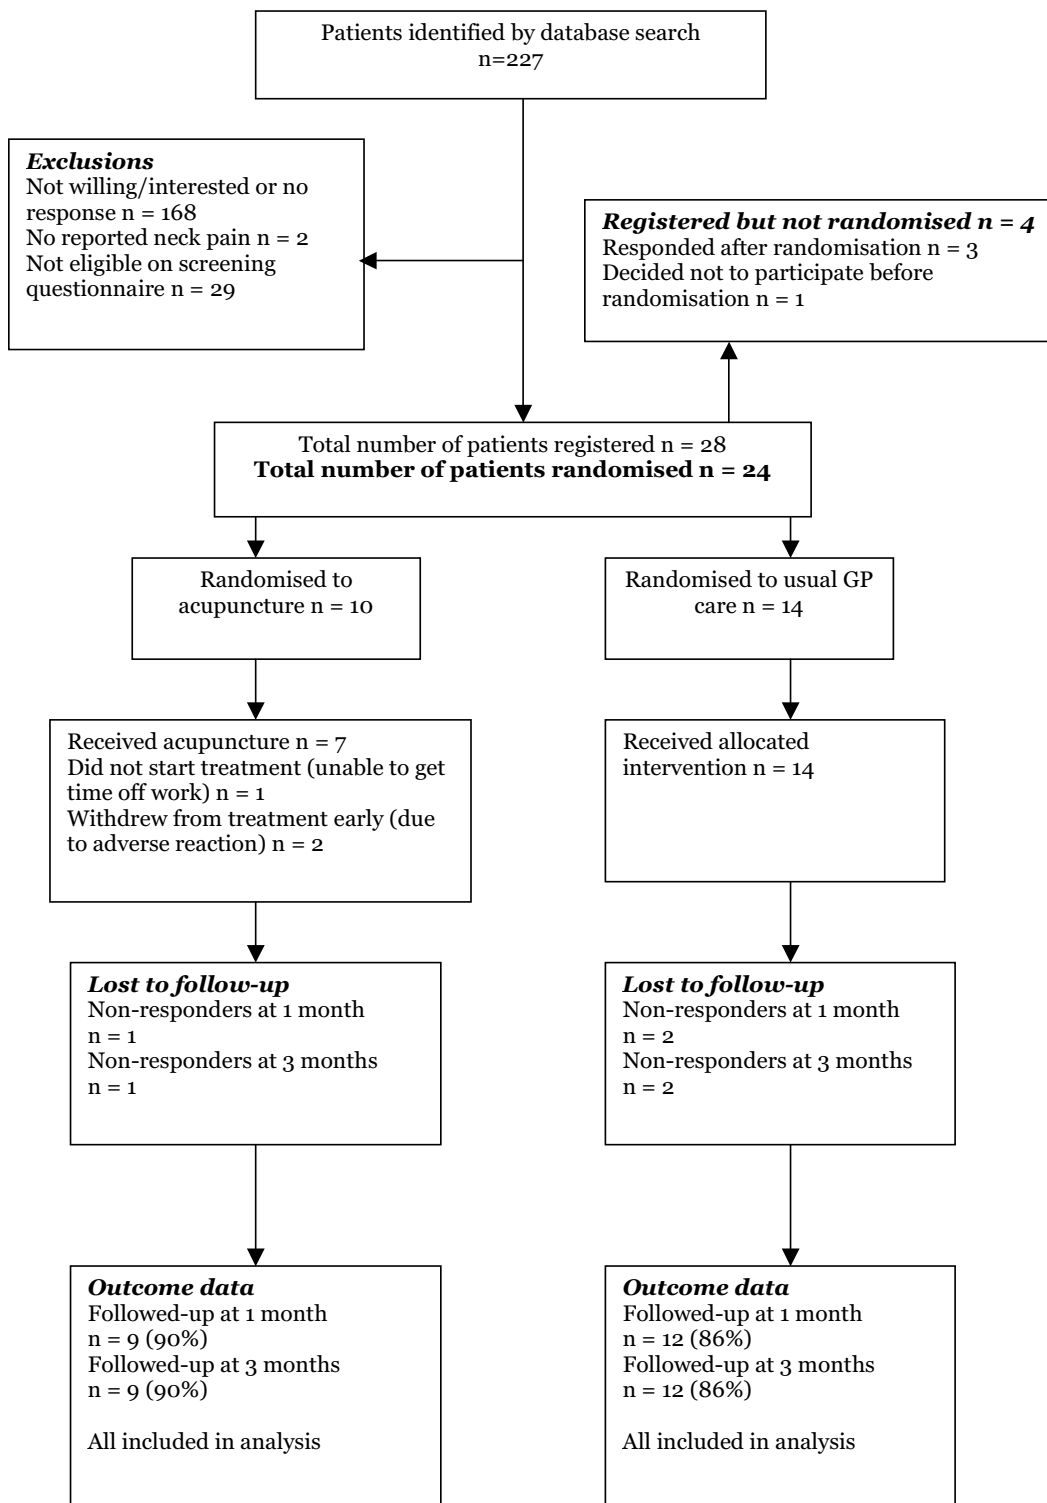 Patients identified by database search
n=227
Exclusions
Not willing/interested or no
response n = 168
No reported neck pain n = 2
Not eligible on screening
questionnaire n = 29
Registered but not randomised n = 4
Responded after randomisation n = 3
Decided not to participate before
randomisation n = 1
Total number of patients registered n = 28
Total number of patients randomised n = 24
Randomised to
acupuncture n = 10
Randomised to usual GP
care n = 14
Received acupuncture n = 7
Did not start treatment (unable to get
time off work) n = 1
Withdrew from treatment early (due
to adverse reaction) n = 2
Received allocated
intervention n = 14
Lost to follow-up
Non-responders at 1 month
n = 1
Non-responders at 3 months
n = 1
Lost to follow-up
Non-responders at 1 month
n = 2
Non-responders at 3 months
n = 2
Outcome data
Followed-up at 1 month
n = 9 (90%)
Followed-up at 3 months
n = 9 (90%)
All included in analysis
Outcome data
Followed-up at 1 month
n = 12 (86%)
Followed-up at 3 months
n = 12 (86%)
All included in analysis